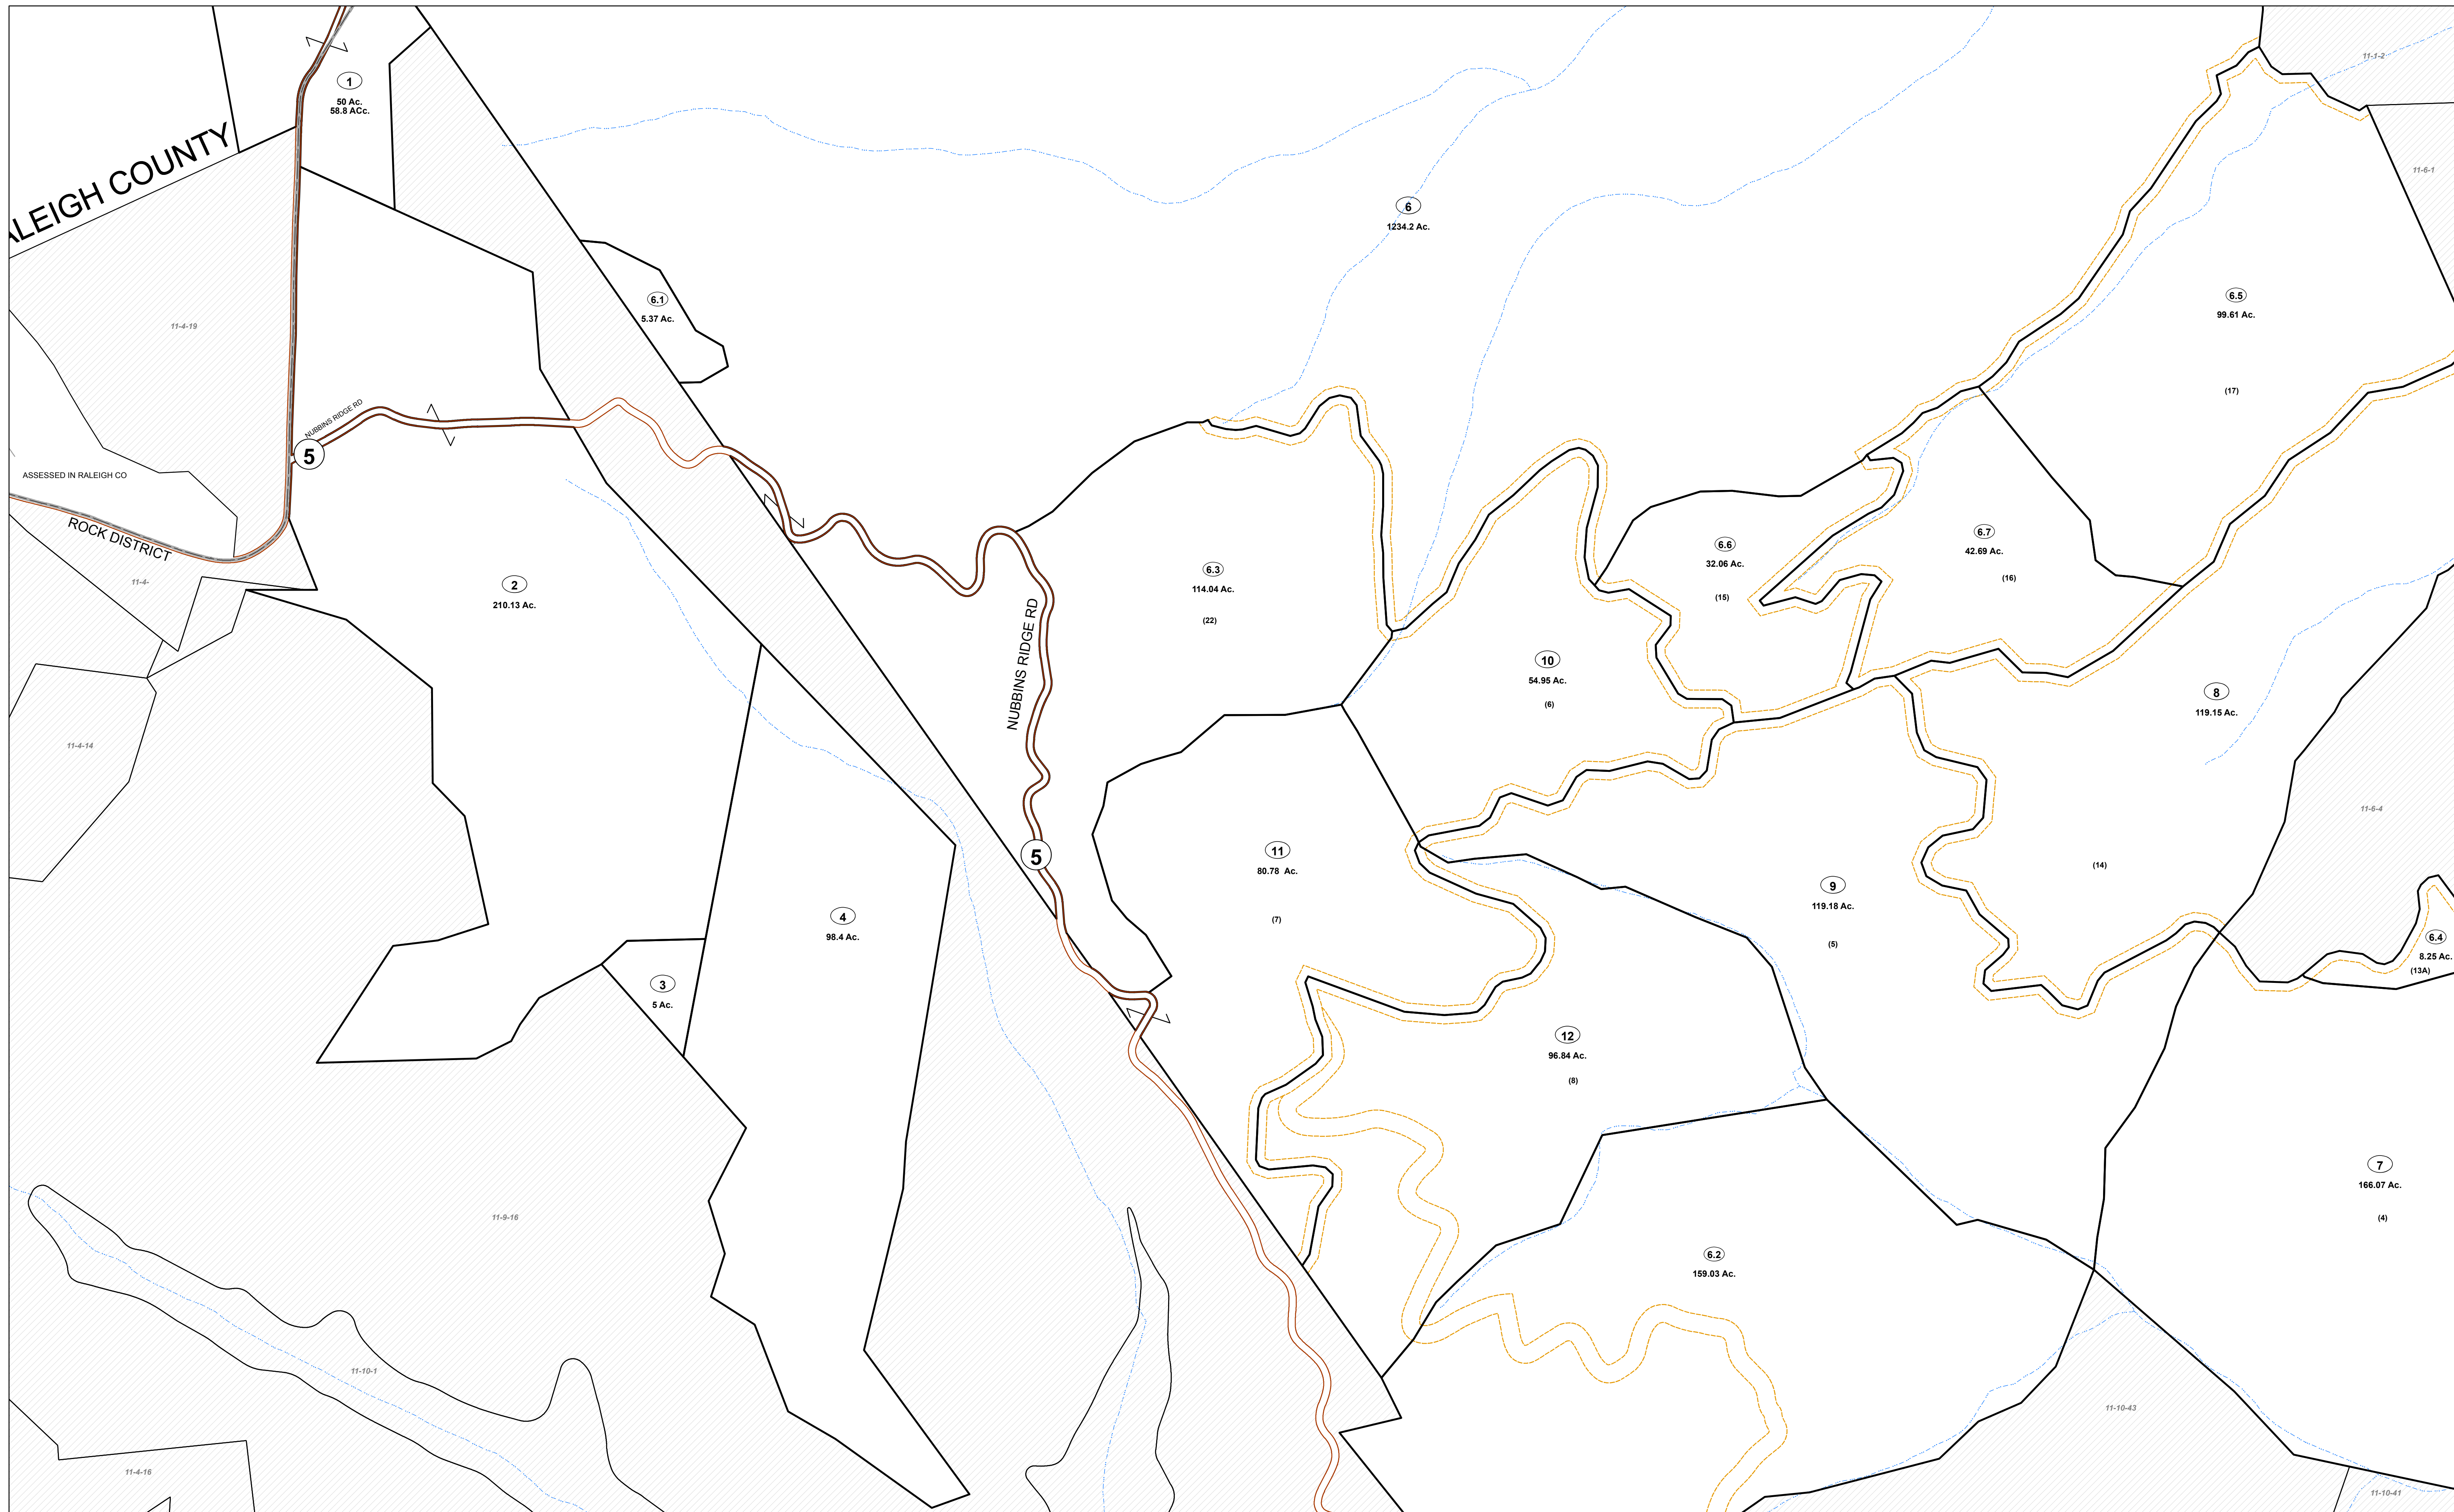 11-1-2
1
50 Ac.
58.8 ACc.
ALEIGH COUNTY
11-6-1
6
1234.2 Ac.
6.1
5.37 Ac.
6.5
99.61 Ac.
11-4-19
(17)
NUBBINS RIDGE RD
5
ASSESSED IN RALEIGH CO
ROCK DISTRICT
11-4-
2
210.13 Ac.
6.3
114.04 Ac.
(22)
NUBBINS RIDGE RD
6.6
32.06 Ac.
(15)
6.7
42.69 Ac.
(16)
10
54.95 Ac.
(6)
8
119.15 Ac.
11-4-14
11-6-4
5
11
80.78 Ac.
(7)
(14)
9
119.18 Ac.
(5)
4
98.4 Ac.
6.4
8.25 Ac.
(13A)
3
5 Ac.
12
96.84 Ac.
(8)
7
166.07 Ac.
(4)
11-9-16
6.2
159.03 Ac.
11-10-1
11-10-43
11-4-16
11-10-41